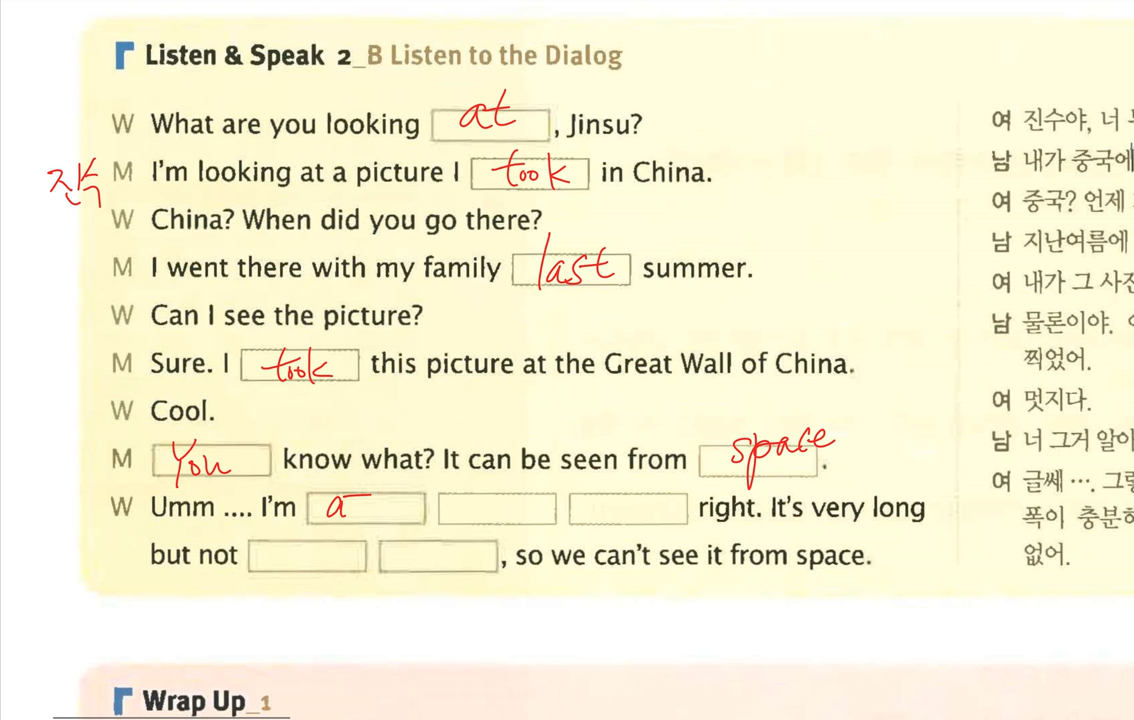 Listen & Speak 2_B Listen to the Dialog
W What are you looking at, Jinsu?
진수 M I'm looking at a picture I took in China.
W China? When did you go there?
M I went there with my family last summer.
W Can I see the picture?
M Sure. I took this picture at the Great Wall of China.
W Cool.
M You know what? It can be seen from space.
W Umm .... I'm a right. It's very long
but not , so we can't see it from space.
여 진수야, 너
남 내가 중국에
여 중국? 언제
남 지난여름에
여 내가 그 사진
남 물론이야.
찍었어.
여 멋지다.
남 너 그거 알아
여 글쎄 …. 그렇
폭이 충분히
없어.
Wrap Up_1